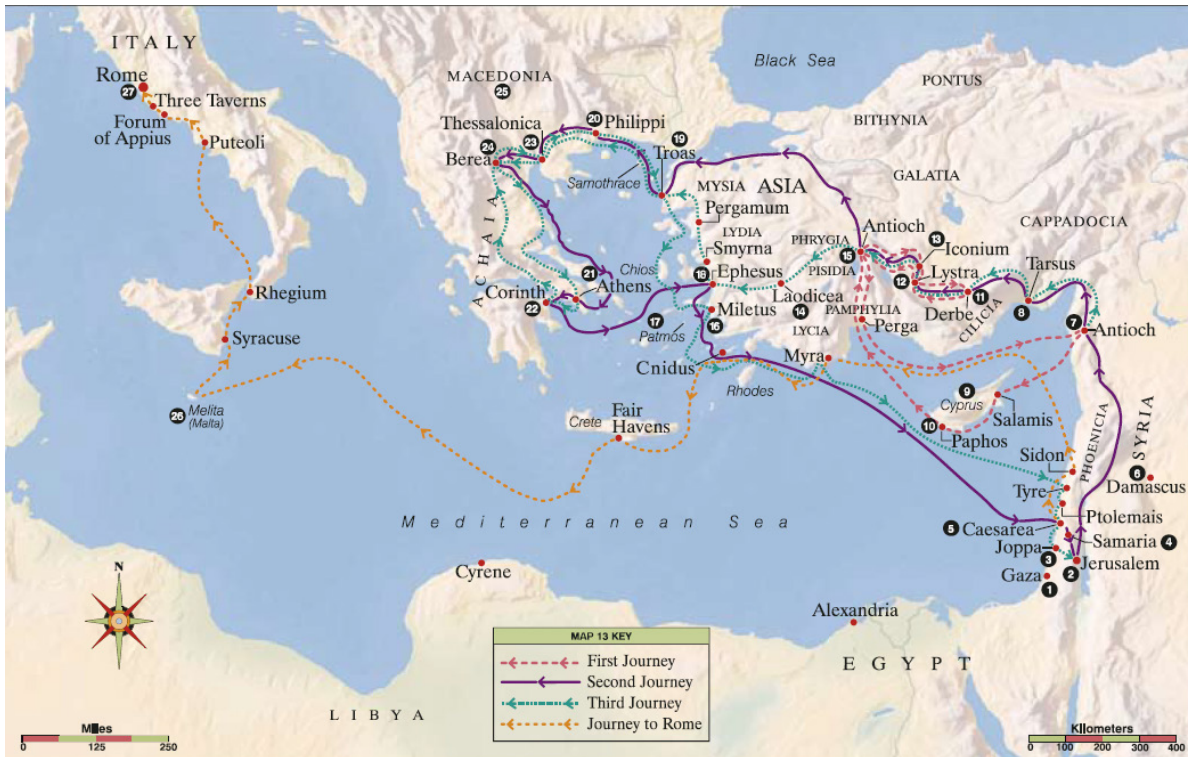 ITALY
Rome
27
Three Taverns
Forum
of Appius
Puteoli
Rhegium
Syracuse
26
Melita
(Malta)
MACEDONIA
25
Thessalonica
23
20
Philippi
24
Berea
19
Troas
Samothrace
ACHAIA
21
Athens
Corinth
22
Chios
17
Patmos
Black Sea
PONTUS
BITHYNIA
GALATIA
CAPPADOCIA
MYSIA
ASIA
Pergamum
LYDIA
Smyrna
18
Ephesus
Miletus
16
PHRYGIA
Antioch
15
PISIDIA
13
Iconium
12
Lystra
11
Derbe
CILICIA
Tarsus
8
7
Antioch
Laodicea
14
LYCIA
PAMPHYLIA
Perga
Myra
Cnidus
Rhodes
9
Cyprus
Salamis
10
Paphos
Crete
Fair
Havens
PHOENICIA
SYRIA
Sidon
6
Damascus
Tyre
Ptolemais
5
Caesarea
Samaria
4
Joppa
3
Jerusalem
2
Gaza
1
Mediterranean Sea
Cyrene
Alexandria
EGYPT
LIBYA
N
MAP 13 KEY
First Journey
Second Journey
Third Journey
Journey to Rome
Miles
0 125 250
Kilometers
0 100 200 300 400